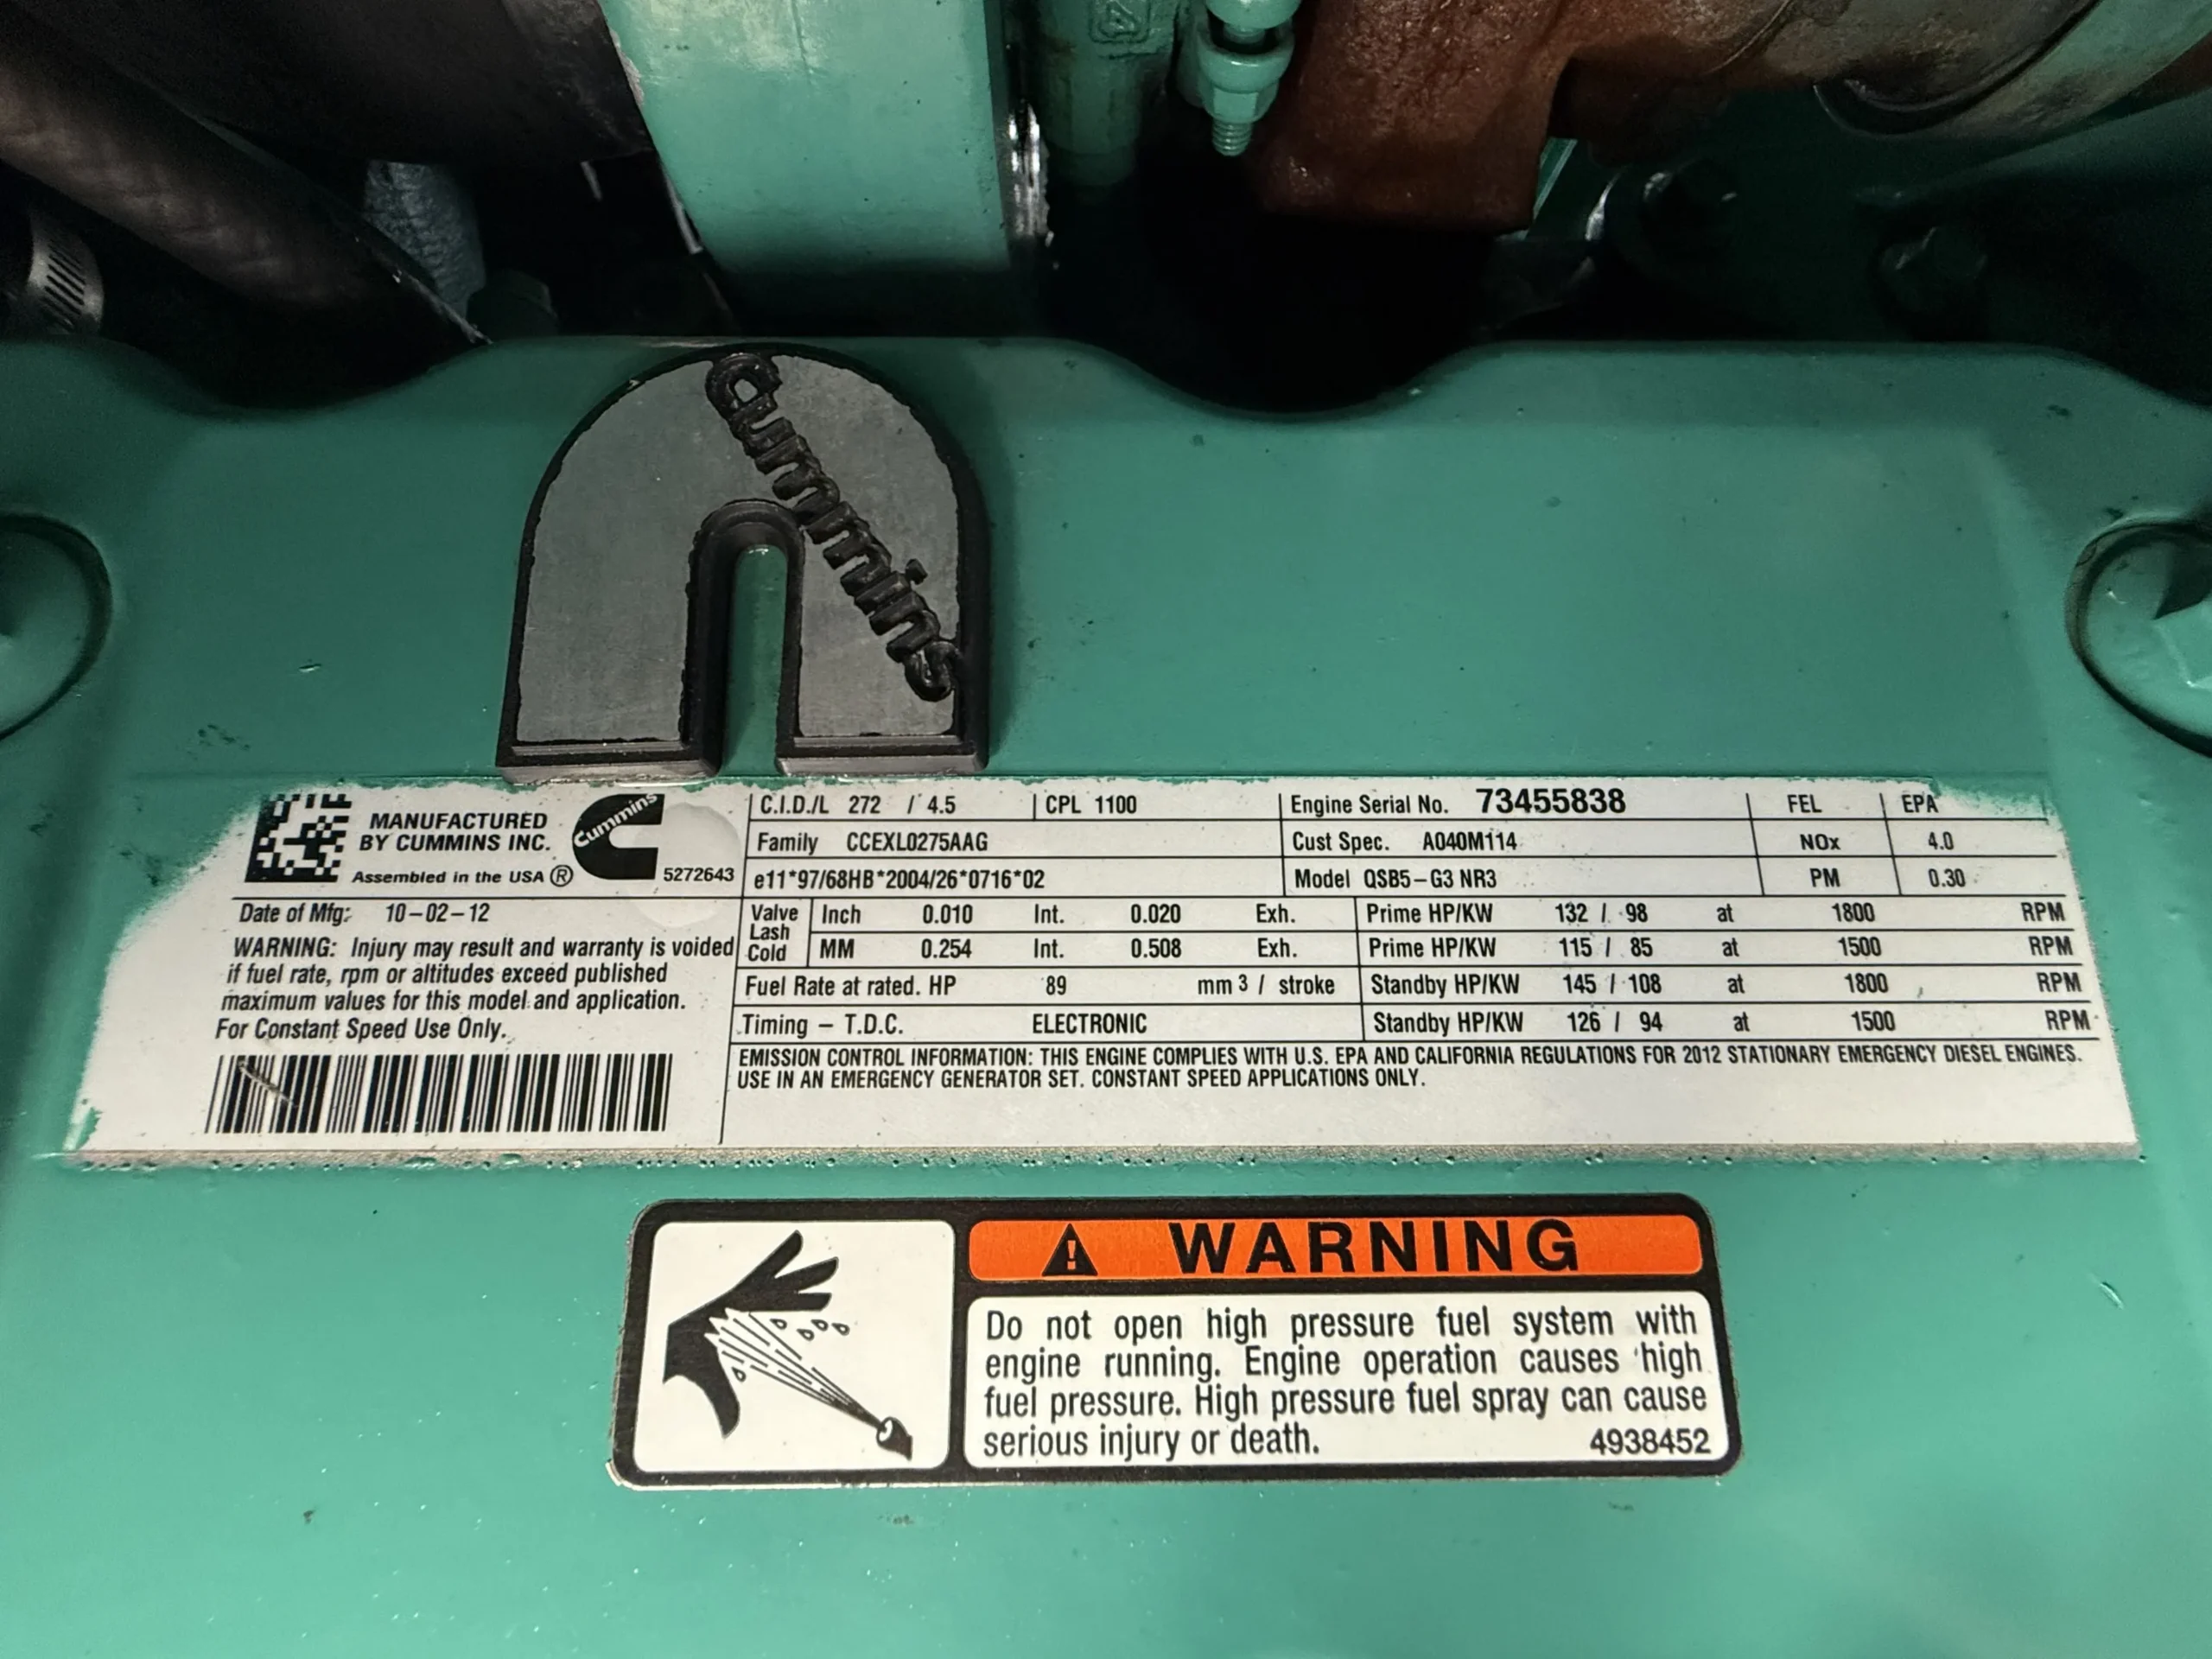 Cummins
MANUFACTURED
BY CUMMINS INC.
Assembled in the USA ®
Cummins
5272643
Date of Mfg: 10-02-12
WARNING: Injury may result and warranty is voided
if fuel rate, rpm or altitudes exceed published
maximum values for this model and application.
For Constant Speed Use Only.
C.I.D./L 272 / 4.5 CPL 1100
Family CCEXL0275AAG
e11*97/68HB*2004/26*0716*02
Engine Serial No. 73455838
Cust Spec. A040M114
Model QSB5-G3 NR3
FEL EPA
NOx 4.0
PM 0.30
Valve Lash Cold
Inch 0.010 Int. 0.020 Exh.
MM 0.254 Int. 0.508 Exh.
Fuel Rate at rated. HP 89 mm 3 / stroke
Timing - T.D.C. ELECTRONIC
Prime HP/KW 132 / 98 at 1800 RPM
Prime HP/KW 115 / 85 at 1500 RPM
Standby HP/KW 145 / 108 at 1800 RPM
Standby HP/KW 126 / 94 at 1500 RPM
EMISSION CONTROL INFORMATION: THIS ENGINE COMPLIES WITH U.S. EPA AND CALIFORNIA REGULATIONS FOR 2012 STATIONARY EMERGENCY DIESEL ENGINES.
USE IN AN EMERGENCY GENERATOR SET. CONSTANT SPEED APPLICATIONS ONLY.
WARNING
Do not open high pressure fuel system with
engine running. Engine operation causes high
fuel pressure. High pressure fuel spray can cause
serious injury or death. 4938452